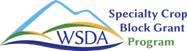 Specialty Crop
Block Grant
WSDA
Program